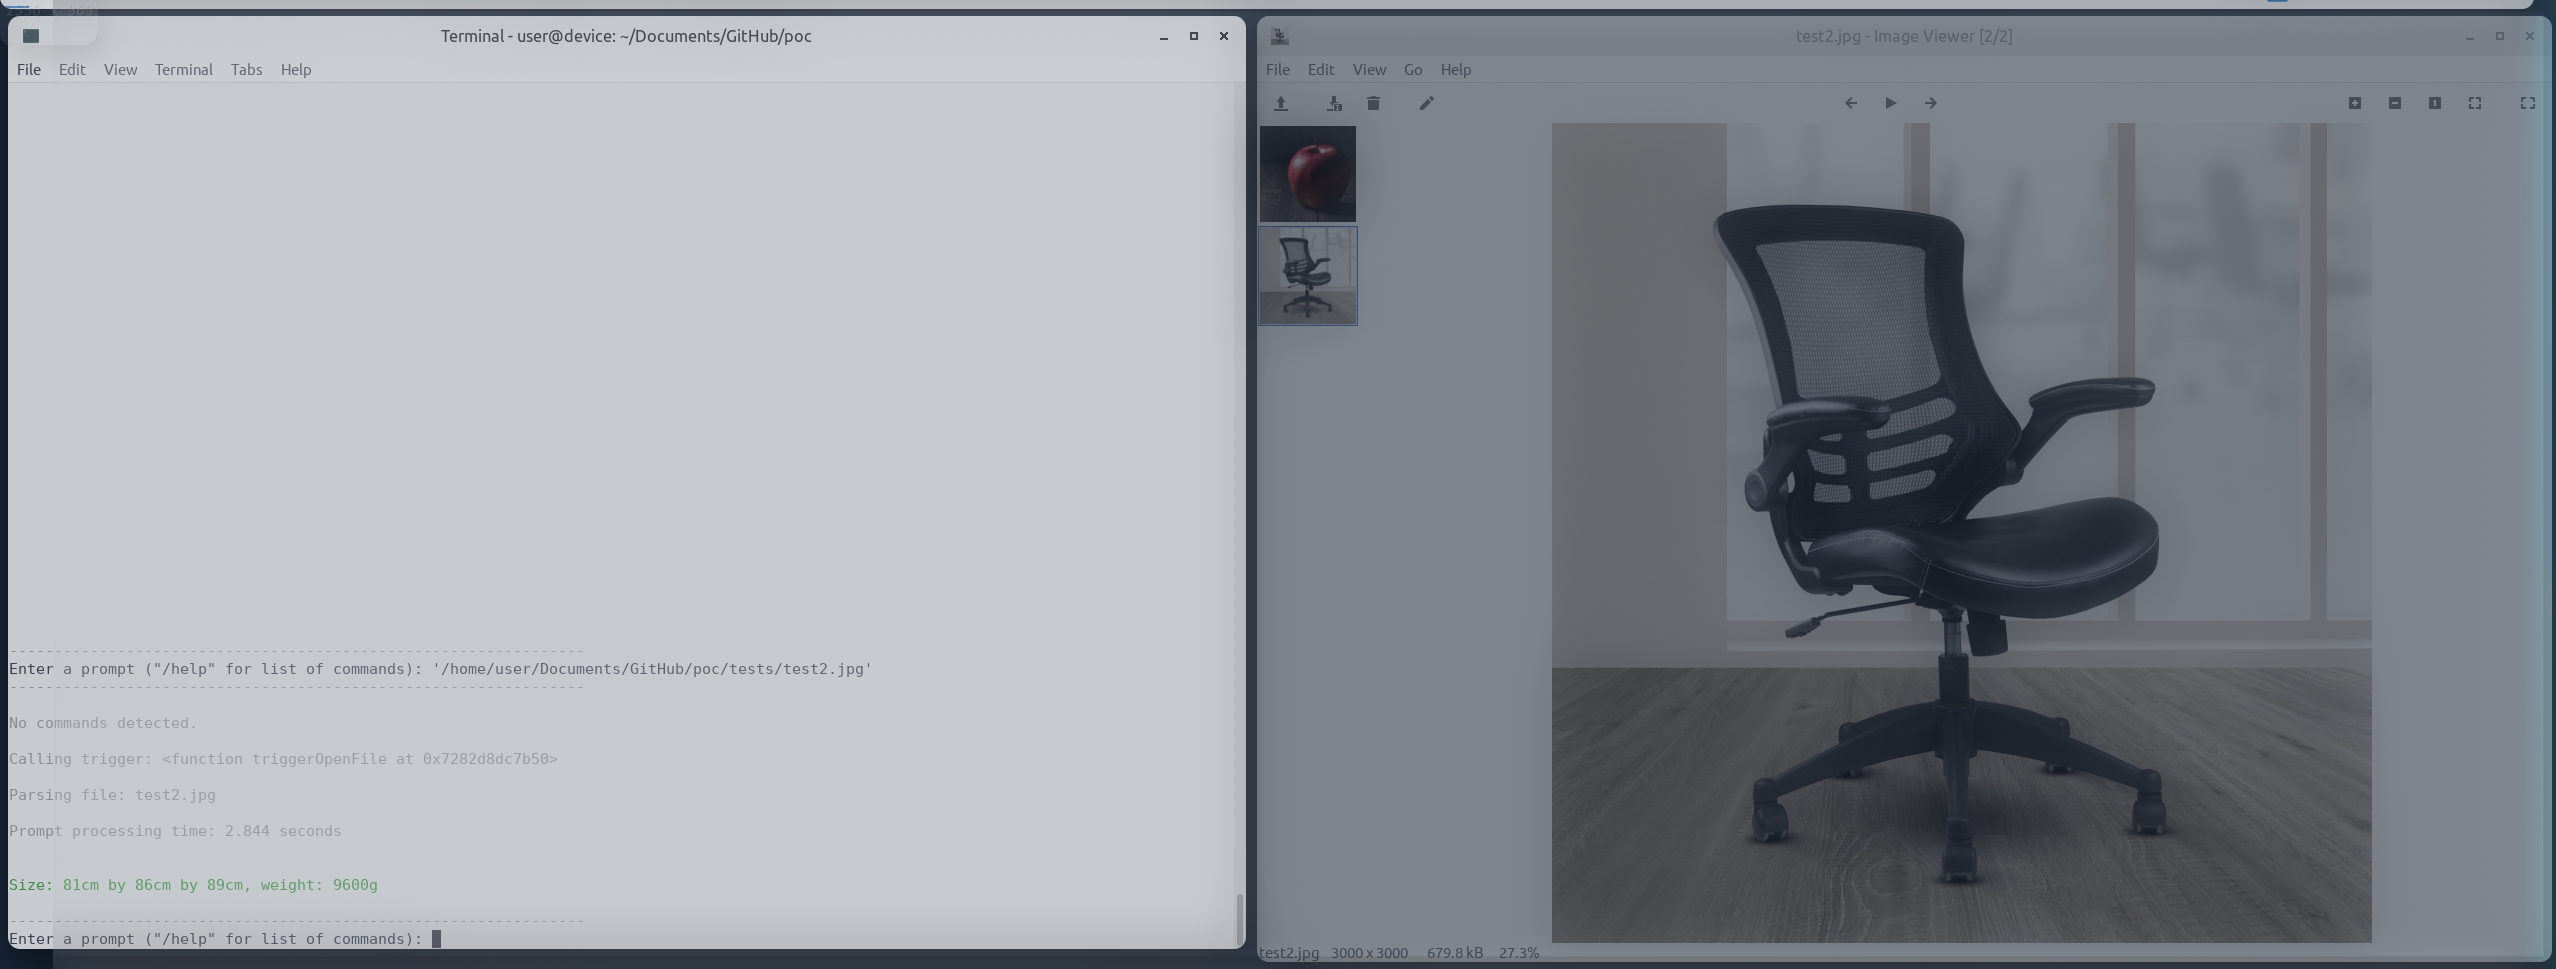 Terminal - user@device: ~/Documents/GitHub/poc
File Edit View Terminal Tabs Help
------------------------------------------------------------
Enter a prompt ("/help" for list of commands): '/home/user/Documents/GitHub/poc/tests/test2.jpg'
------------------------------------------------------------
No commands detected.
Calling trigger: <function triggerOpenFile at 0x7282d8dc7b50>
Parsing file: test2.jpg
Prompt processing time: 2.844 seconds
Size: 81cm by 86cm by 89cm, weight: 9600g
------------------------------------------------------------
Enter a prompt ("/help" for list of commands):
test2.jpg - Image Viewer [2/2]
File Edit View Go Help
test2.jpg 3000 x 3000 679.8 kB 27.3%